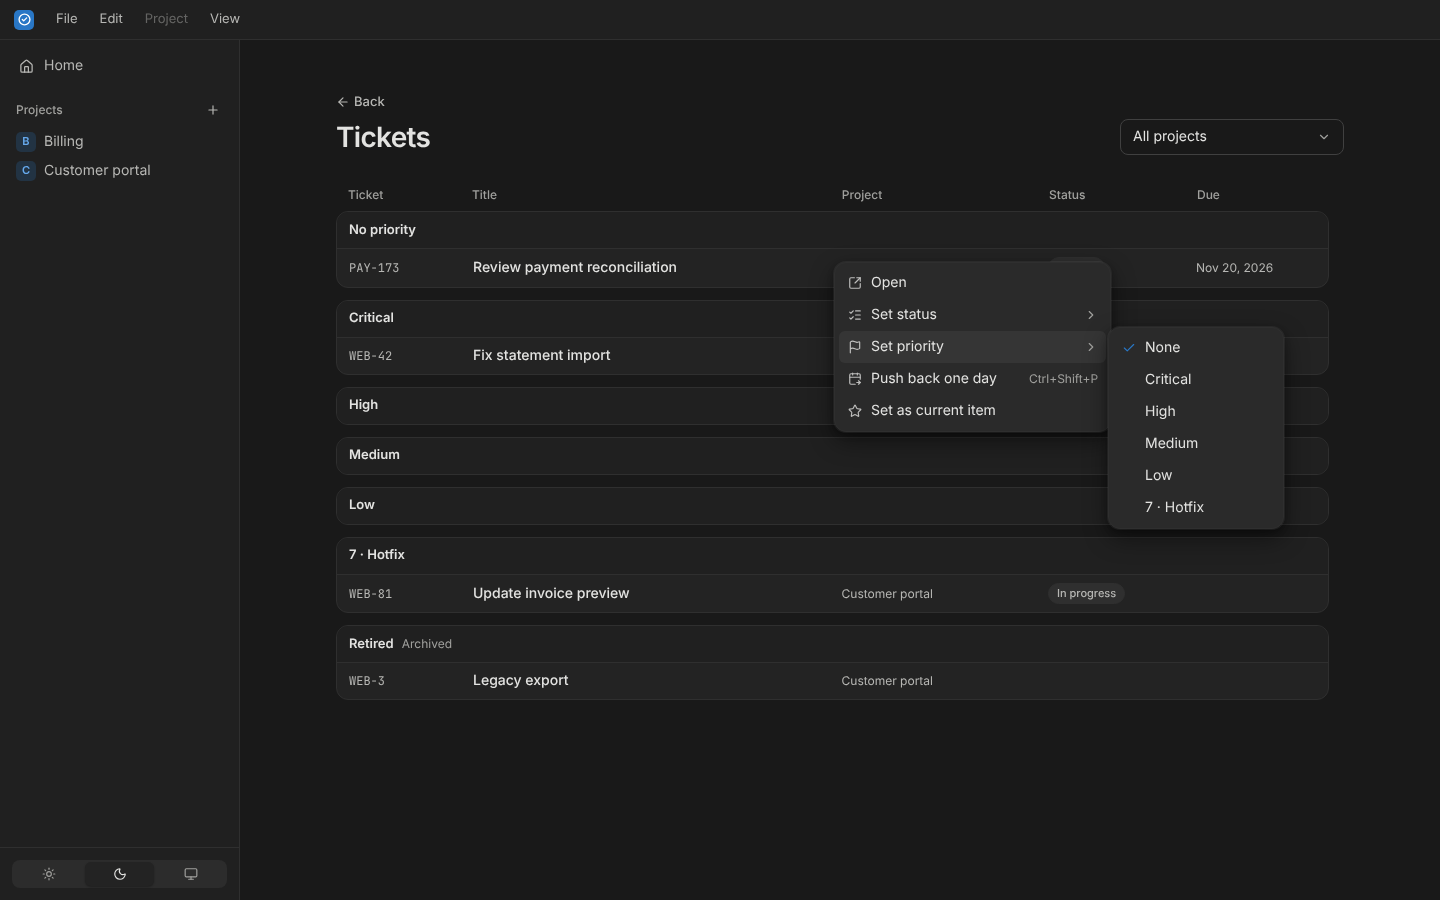 File Edit Project View
Home
Projects
B Billing
C Customer portal
Back
Tickets
All projects
Ticket Title Project Status Due
No priority
PAY-173 Review payment reconciliation Nov 20, 2026
Critical
WEB-42 Fix statement import
High
Medium
Low
7 · Hotfix
WEB-81 Update invoice preview Customer portal In progress
Retired Archived
WEB-3 Legacy export Customer portal
Open
Set status
Set priority
Push back one day Ctrl+Shift+P
Set as current item
None
Critical
High
Medium
Low
7 · Hotfix